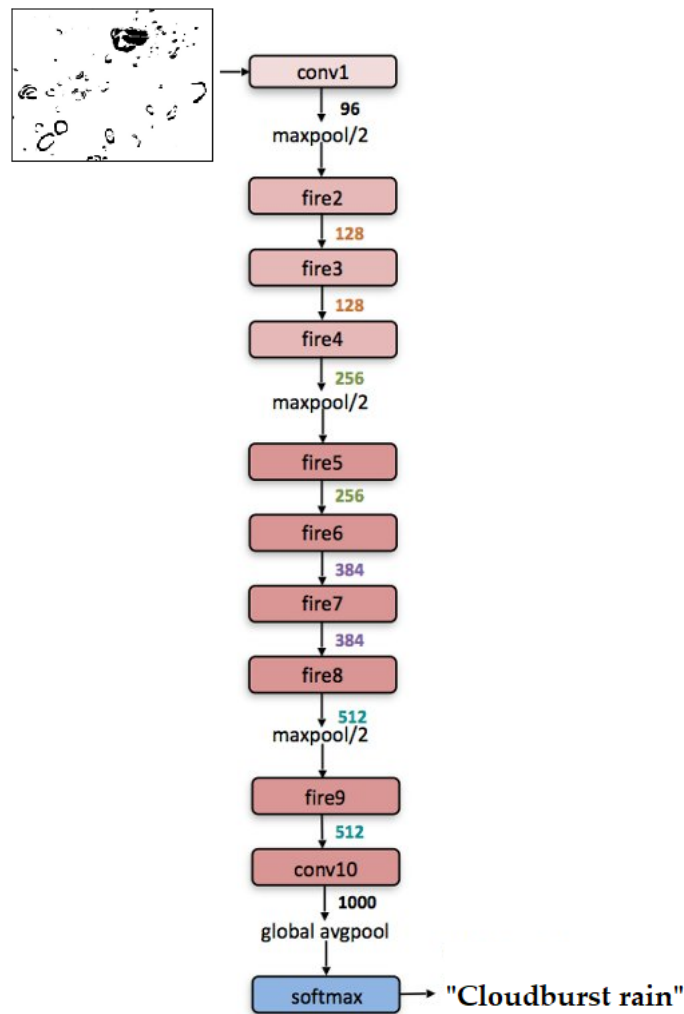 conv1
96
maxpool/2
fire2
128
fire3
128
fire4
256
maxpool/2
fire5
256
fire6
384
fire7
384
fire8
512
maxpool/2
fire9
512
conv10
1000
global avgpool
softmax "Cloudburst rain"